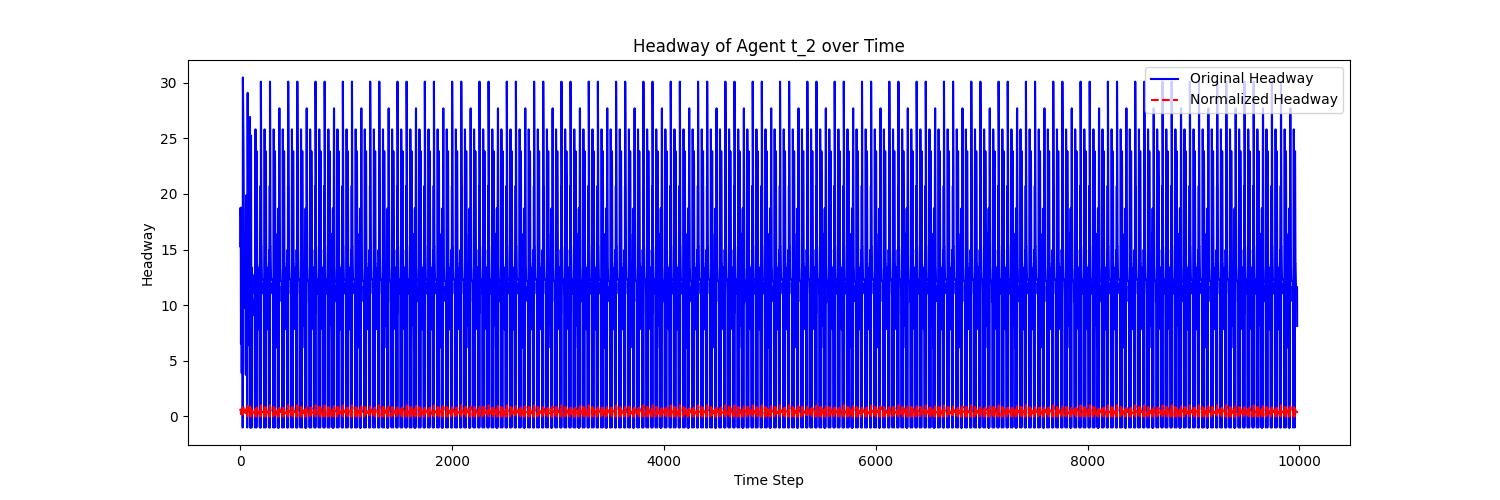 Headway of Agent t_2 over Time
Original Headway
Normalized Headway
Headway
30
25
20
15
10
5
0
0 2000 4000 6000 8000 10000
Time Step